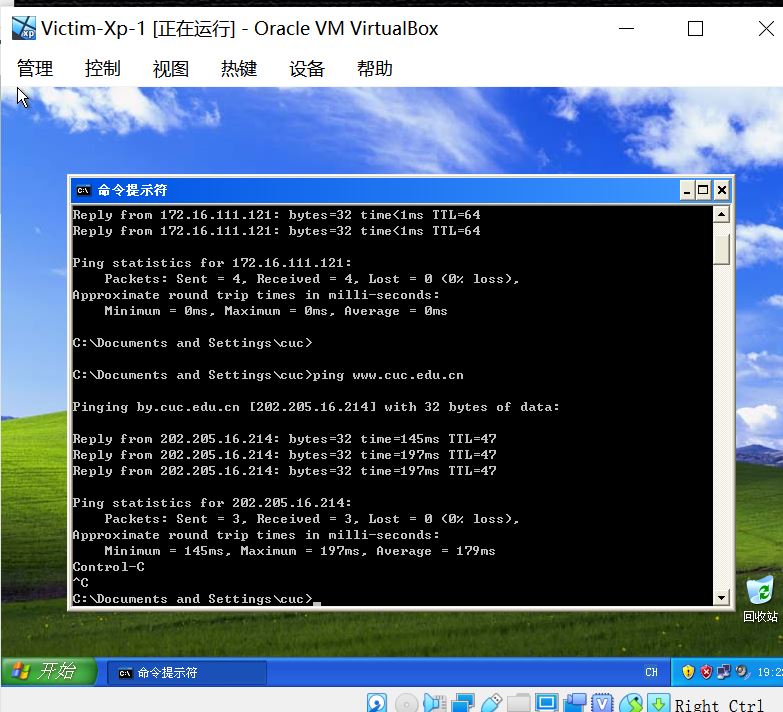 Victim-Xp-1 [正在运行] - Oracle VM VirtualBox
管理 控制 视图 热键 设备 帮助
命令提示符
Reply from 172.16.111.121: bytes=32 time<1ms TTL=64
Reply from 172.16.111.121: bytes=32 time<1ms TTL=64
Ping statistics for 172.16.111.121:
Packets: Sent = 4, Received = 4, Lost = 0 (0% loss),
Approximate round trip times in milli-seconds:
Minimum = 0ms, Maximum = 0ms, Average = 0ms
C:\Documents and Settings\cuc>
C:\Documents and Settings\cuc>ping www.cuc.edu.cn
Pinging by.cuc.edu.cn [202.205.16.214] with 32 bytes of data:
Reply from 202.205.16.214: bytes=32 time=145ms TTL=47
Reply from 202.205.16.214: bytes=32 time=197ms TTL=47
Reply from 202.205.16.214: bytes=32 time=197ms TTL=47
Ping statistics for 202.205.16.214:
Packets: Sent = 3, Received = 3, Lost = 0 (0% loss),
Approximate round trip times in milli-seconds:
Minimum = 145ms, Maximum = 197ms, Average = 179ms
Control-C
^C
C:\Documents and Settings\cuc>_
回收站
开始 命令提示符 CH
Right Ctrl